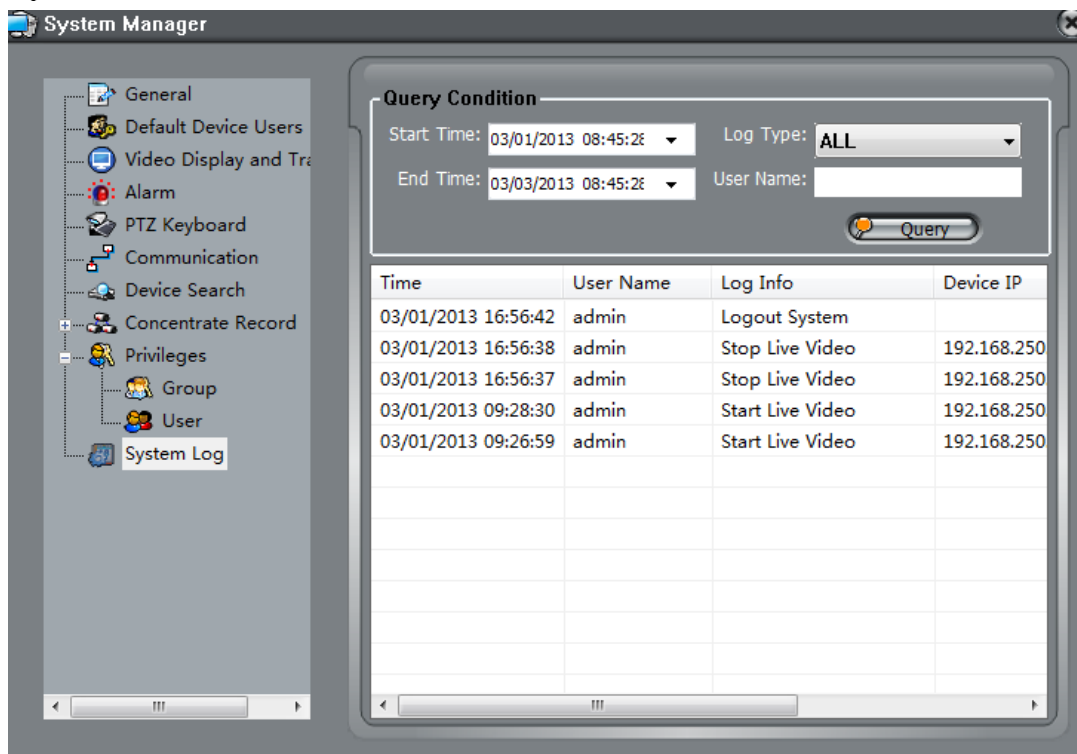 System Manager
General
Default Device Users
Video Display and Tra
Alarm
PTZ Keyboard
Communication
Device Search
Concentrate Record
Privileges
Group
User
System Log
Query Condition
Start Time: 03/01/2013 08:45:28 Log Type: ALL
End Time: 03/03/2013 08:45:28 User Name:
Query
Time User Name Log Info Device IP
03/01/2013 16:56:42 admin Logout System
03/01/2013 16:56:38 admin Stop Live Video 192.168.250
03/01/2013 16:56:37 admin Stop Live Video 192.168.250
03/01/2013 09:28:30 admin Start Live Video 192.168.250
03/01/2013 09:26:59 admin Start Live Video 192.168.250